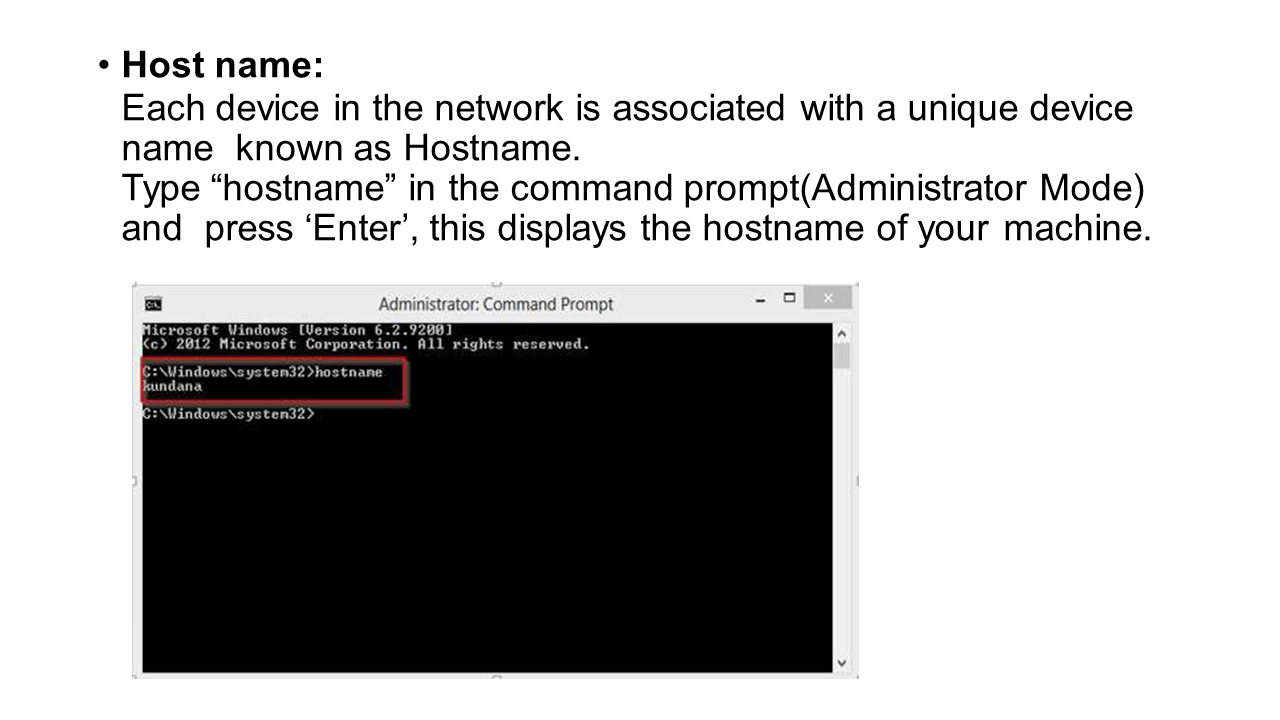 • Host name:
Each device in the network is associated with a unique device
name known as Hostname.
Type “hostname” in the command prompt(Administrator Mode)
and press ‘Enter’, this displays the hostname of your machine.
Administrator: Command Prompt
Microsoft Windows [Version 6.2.9200]
(c) 2012 Microsoft Corporation. All rights reserved.
C:\Windows\system32>hostname
kundana
C:\Windows\system32>